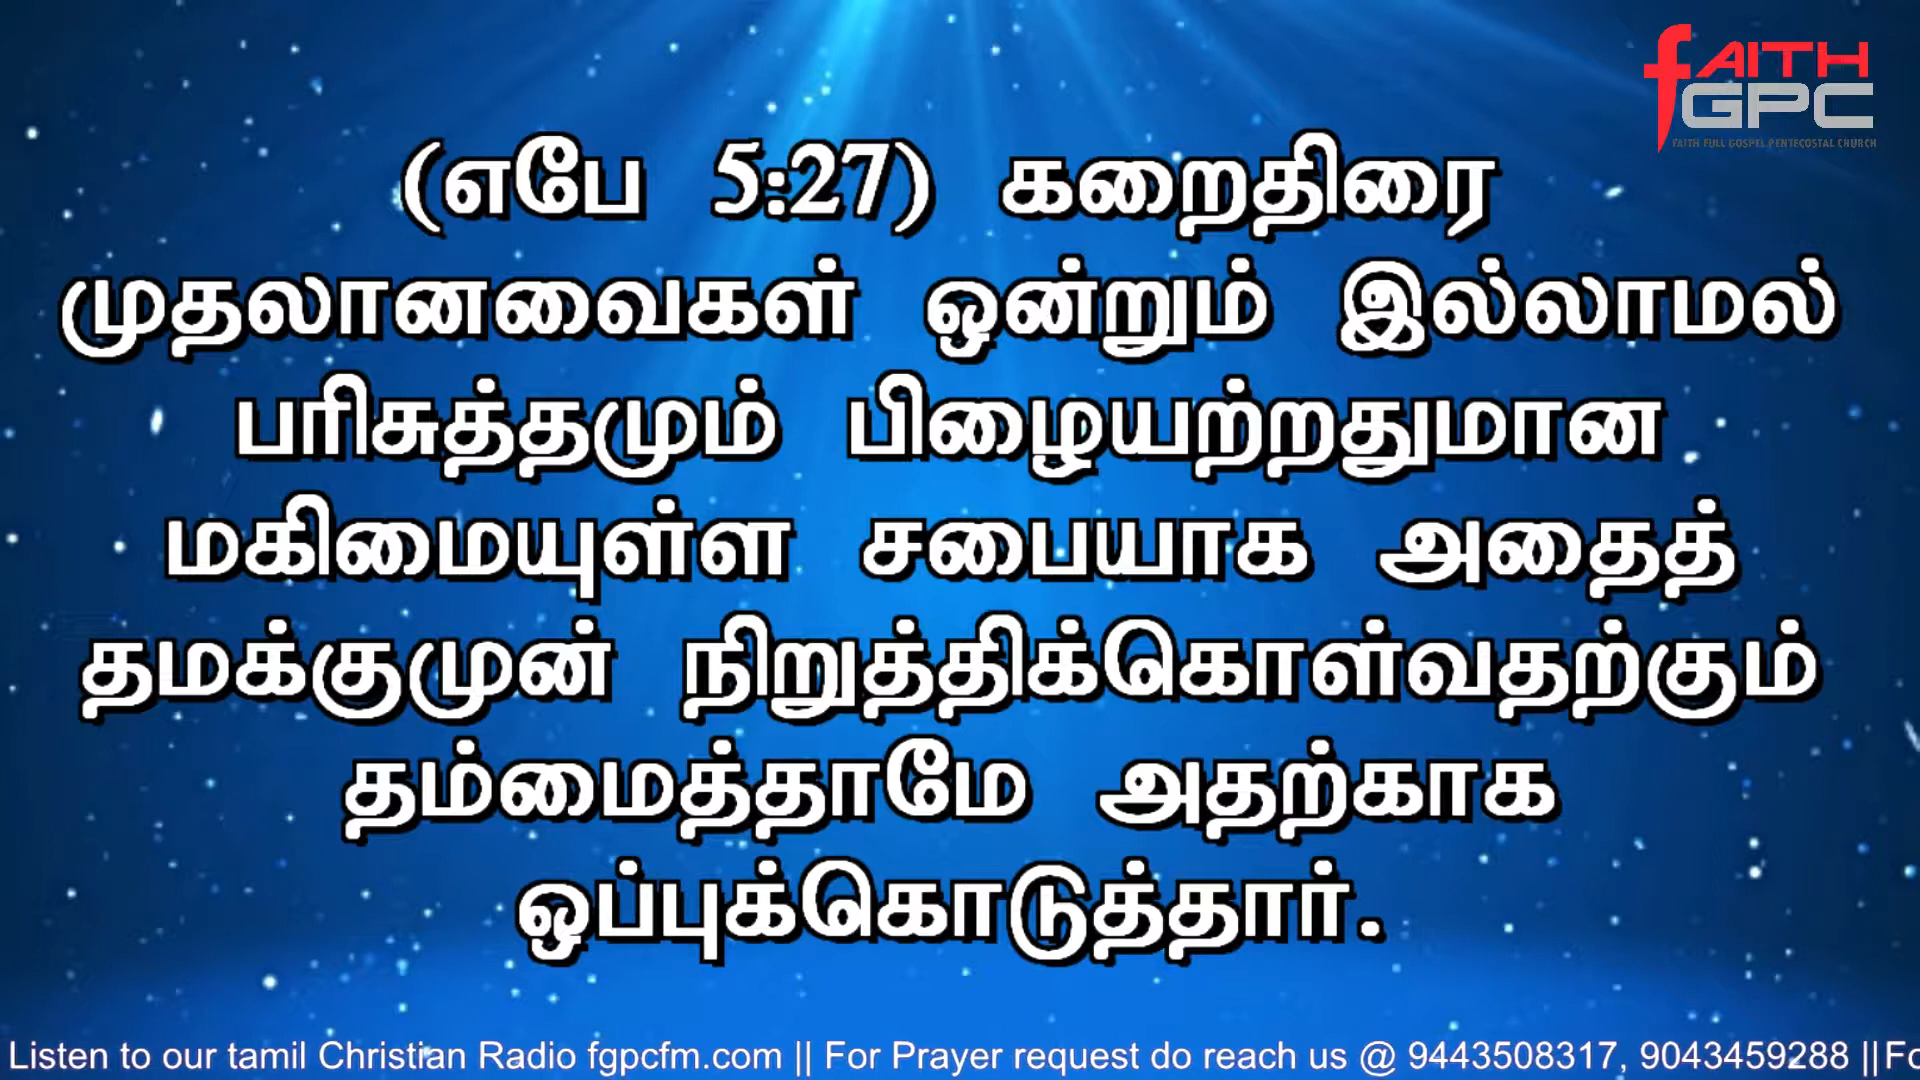 fAITH
GPC
FAITH FULL GOSPEL PENTECOSTAL CHURCH
(எபே 5:27) கறைதிரை
முதலானவைகள் ஒன்றும் இல்லாமல்
பரிசுத்தமும் பிழையற்றதுமான
மகிமையுள்ள சபையாக அதைத்
தமக்குமுன் நிறுத்திக்கொள்வதற்கும்
தம்மைத்தாமே அதற்காக
ஒப்புக்கொடுத்தார்.
Listen to our tamil Christian Radio fgpcfm.com || For Prayer request do reach us @ 9443508317, 9043459288 ||Fo